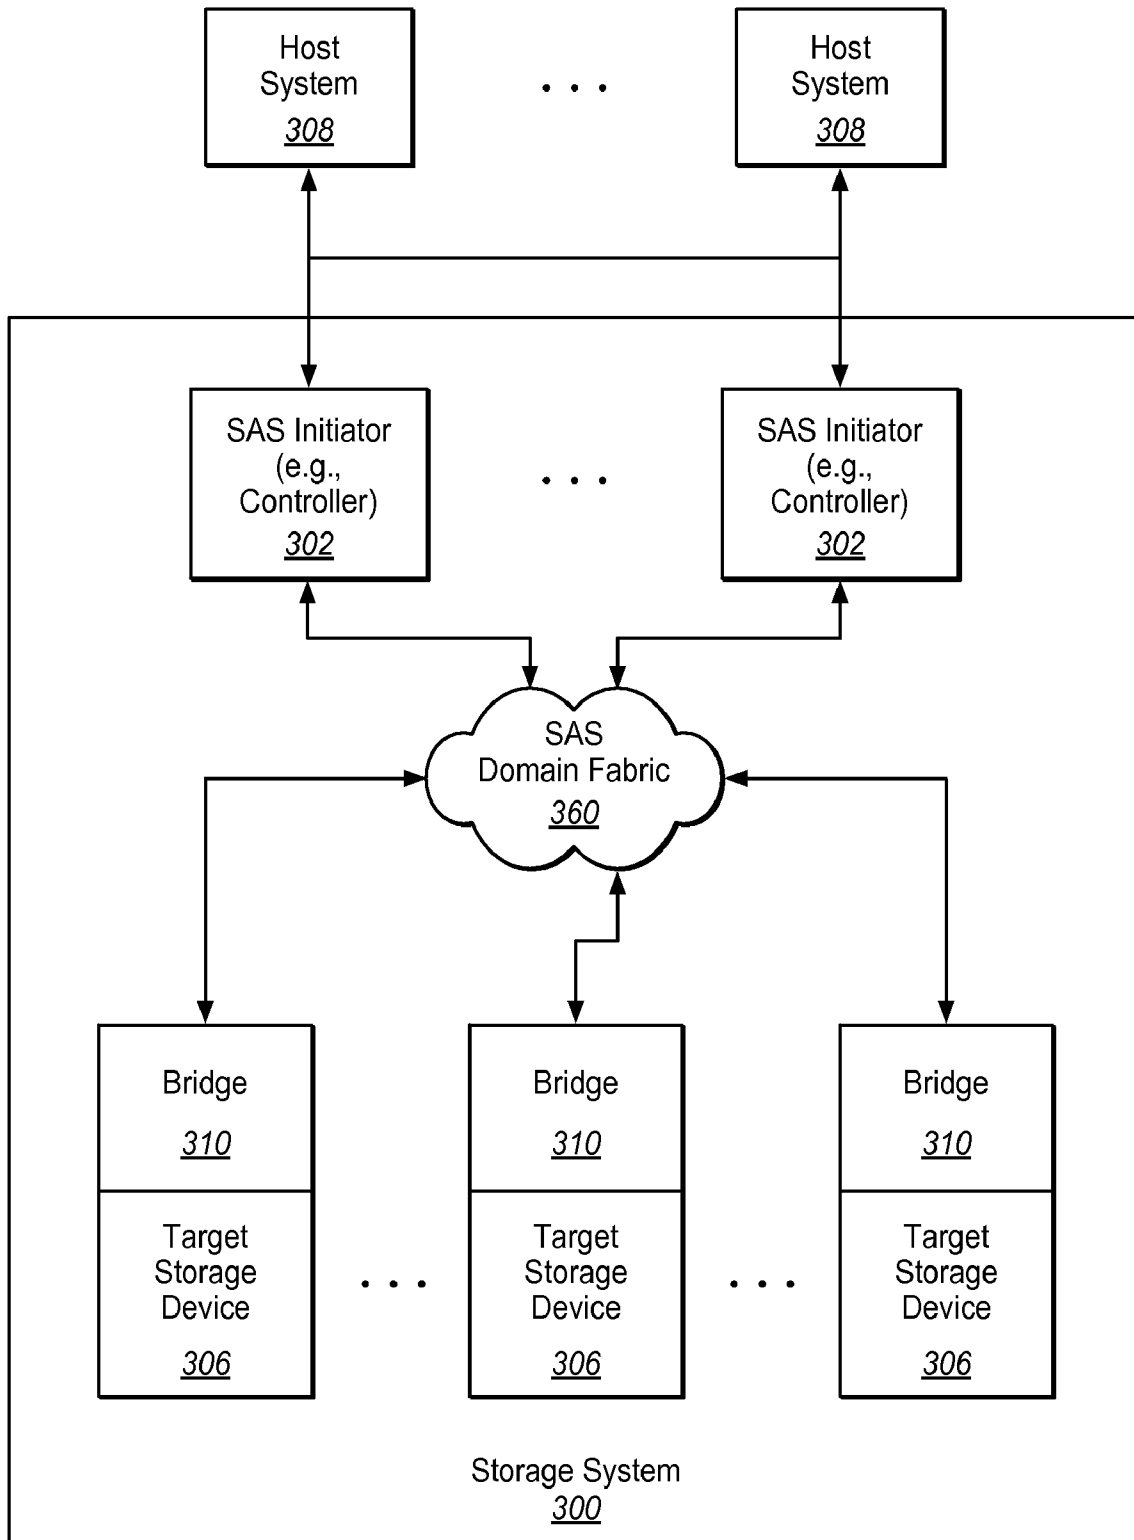 Host
System
308
Host
System
308
SAS Initiator
(e.g.,
Controller)
302
SAS Initiator
(e.g.,
Controller)
302
SAS
Domain Fabric
360
Bridge
310
Bridge
310
Bridge
310
Target
Storage
Device
306
Target
Storage
Device
306
Target
Storage
Device
306
Storage System
300